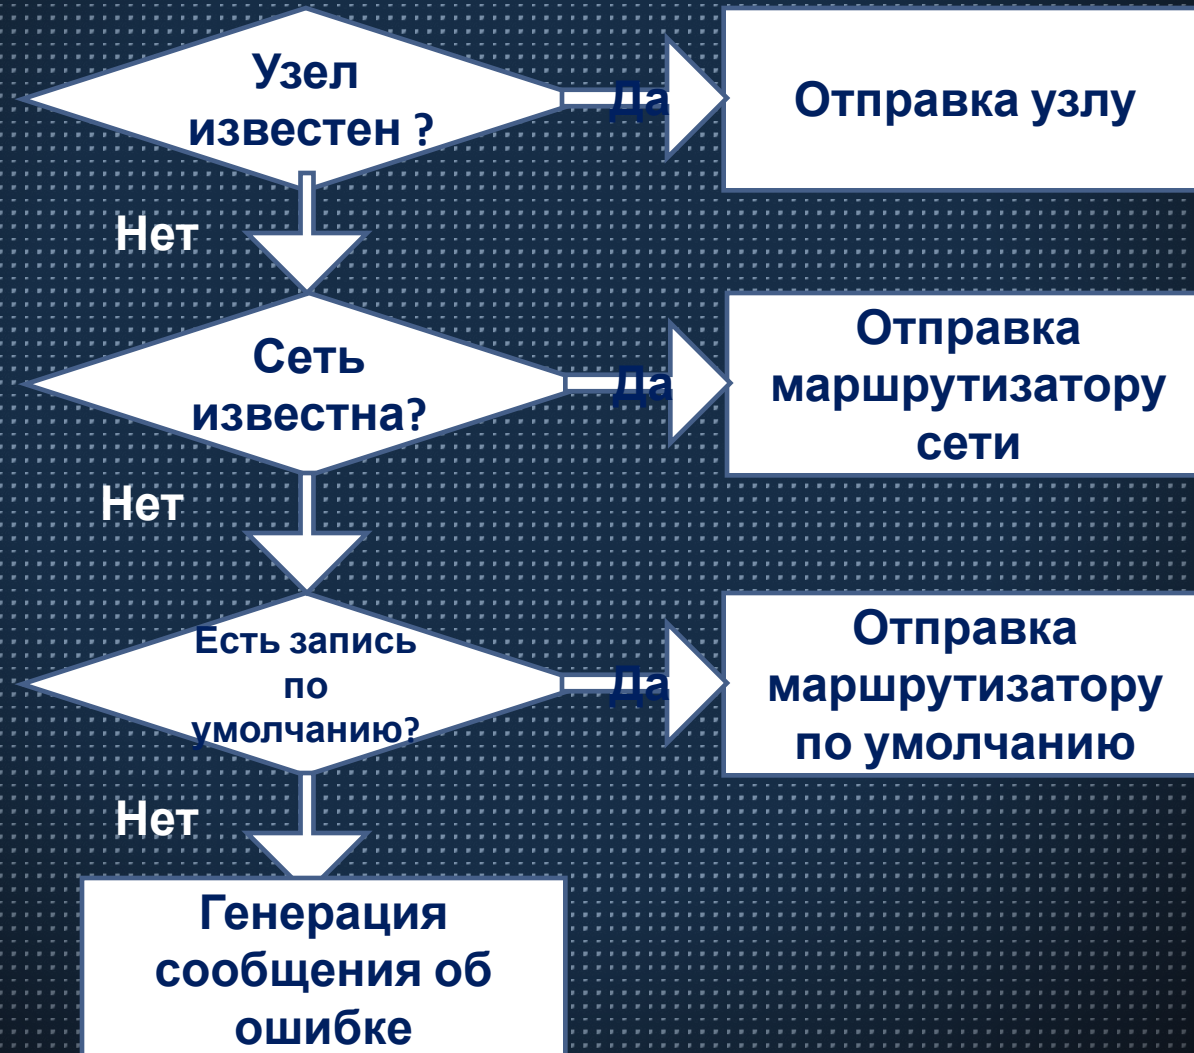 Узел
известен ?
Да
Отправка узлу
Нет
Сеть
известна?
Да
Отправка
маршрутизатору
сети
Нет
Есть запись
по
умолчанию?
Да
Отправка
маршрутизатору
по умолчанию
Нет
Генерация
сообщения об
ошибке